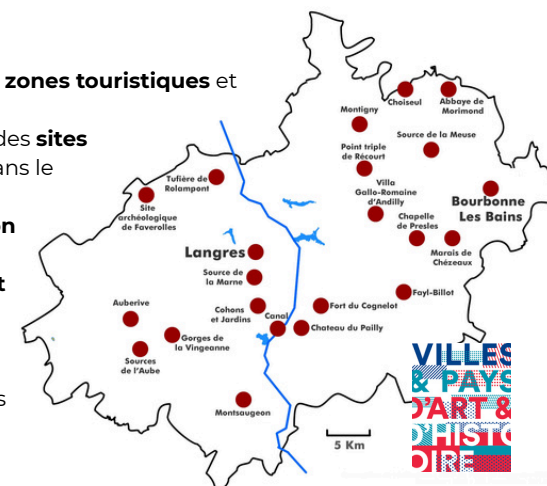 zones touristiques et
des sites
ans le
on
t
s
Choiseul
Abbaye de
Morimond
Montigny
Source de la Meuse
Point triple
de Récourt
Tufière de
Rolampont
Villa
Gallo-Romaine
d'Andilly
Bourbonne
Les Bains
Site
archéologique
de Faverolles
Chapelle
de Presles
Marais de
Chézeaux
Langres
Source de
la Marne
Fayl-Billot
Auberive
Cohons
et Jardins
Canal
Fort du Cognelot
Chateau du Pailly
Gorges de
la Vingeanne
Sources
de l'Aube
Montsaugeon
5 Km
VILLES
& PAYS
D'ART &
D'HISTO
OIRE